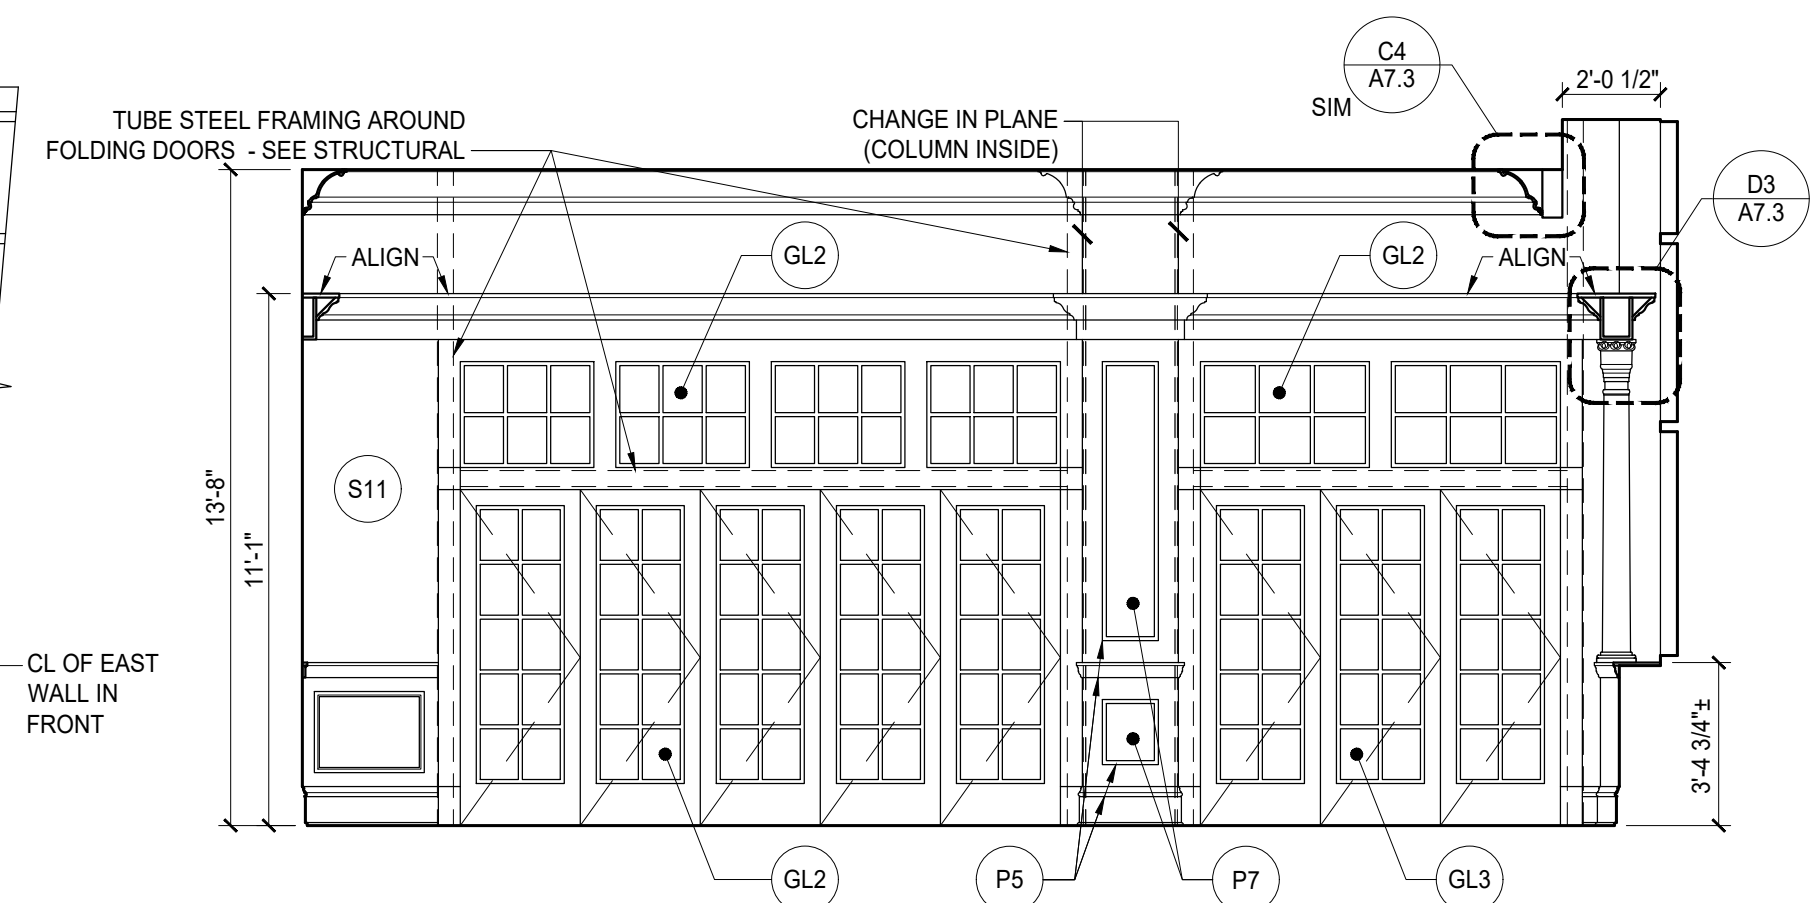 C4
A7.3
SIM
2'-0 1/2"
TUBE STEEL FRAMING AROUND
FOLDING DOORS - SEE STRUCTURAL
CHANGE IN PLANE
(COLUMN INSIDE)
D3
A7.3
ALIGN
GL2
GL2
ALIGN
13'-8"
11'-1"
S11
CL OF EAST
WALL IN
FRONT
3'-4 3/4"±
GL2
P5
P7
GL3